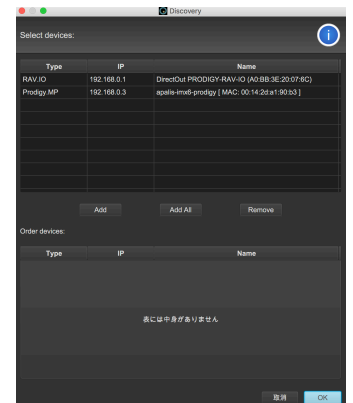 Discovery
Select devices:
Type IP Name
RAV.IO 192.168.0.1 DirectOut PRODIGY-RAV-IO (A0:BB:3E:20:07:6C)
Prodigy.MP 192.168.0.3 apalis-imx6-prodigy [ MAC: 00:14:2d:a1:90:b3 ]
Add Add All Remove
Order devices:
Type IP Name
表には中身がありません
取消 OK